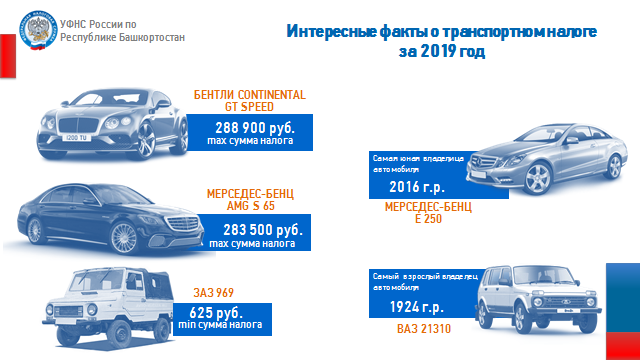 УФНС России по
Республике Башкортостан
Интересные факты о транспортном налоге
за 2019 год
БЕНТЛИ CONTINENTAL
GT SPEED
288 900 руб.
max сумма налога
1200 TU
МЕРСЕДЕС-БЕНЦ
AMG S 65
283 500 руб.
max сумма налога
ЗАЗ 969
625 руб.
min сумма налога
Самая юная владелица
автомобиля
2016 г.р.
МЕРСЕДЕС-БЕНЦ
E 250
Самый взрослый владелец
автомобиля
1924 г.р.
ВАЗ 21310